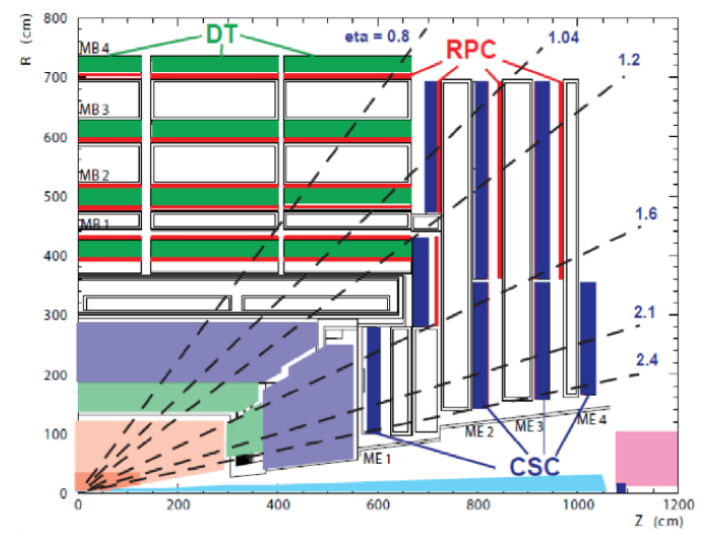 R (cm)
800
700
600
500
400
300
200
100
0
MB 4
MB 3
MB 2
MB 1
DT
eta = 0.8
1.04
RPC
1.2
1.6
2.1
2.4
ME 1
ME 2
ME 3
ME 4
CSC
0
200
400
600
800
1000
1200
Z (cm)